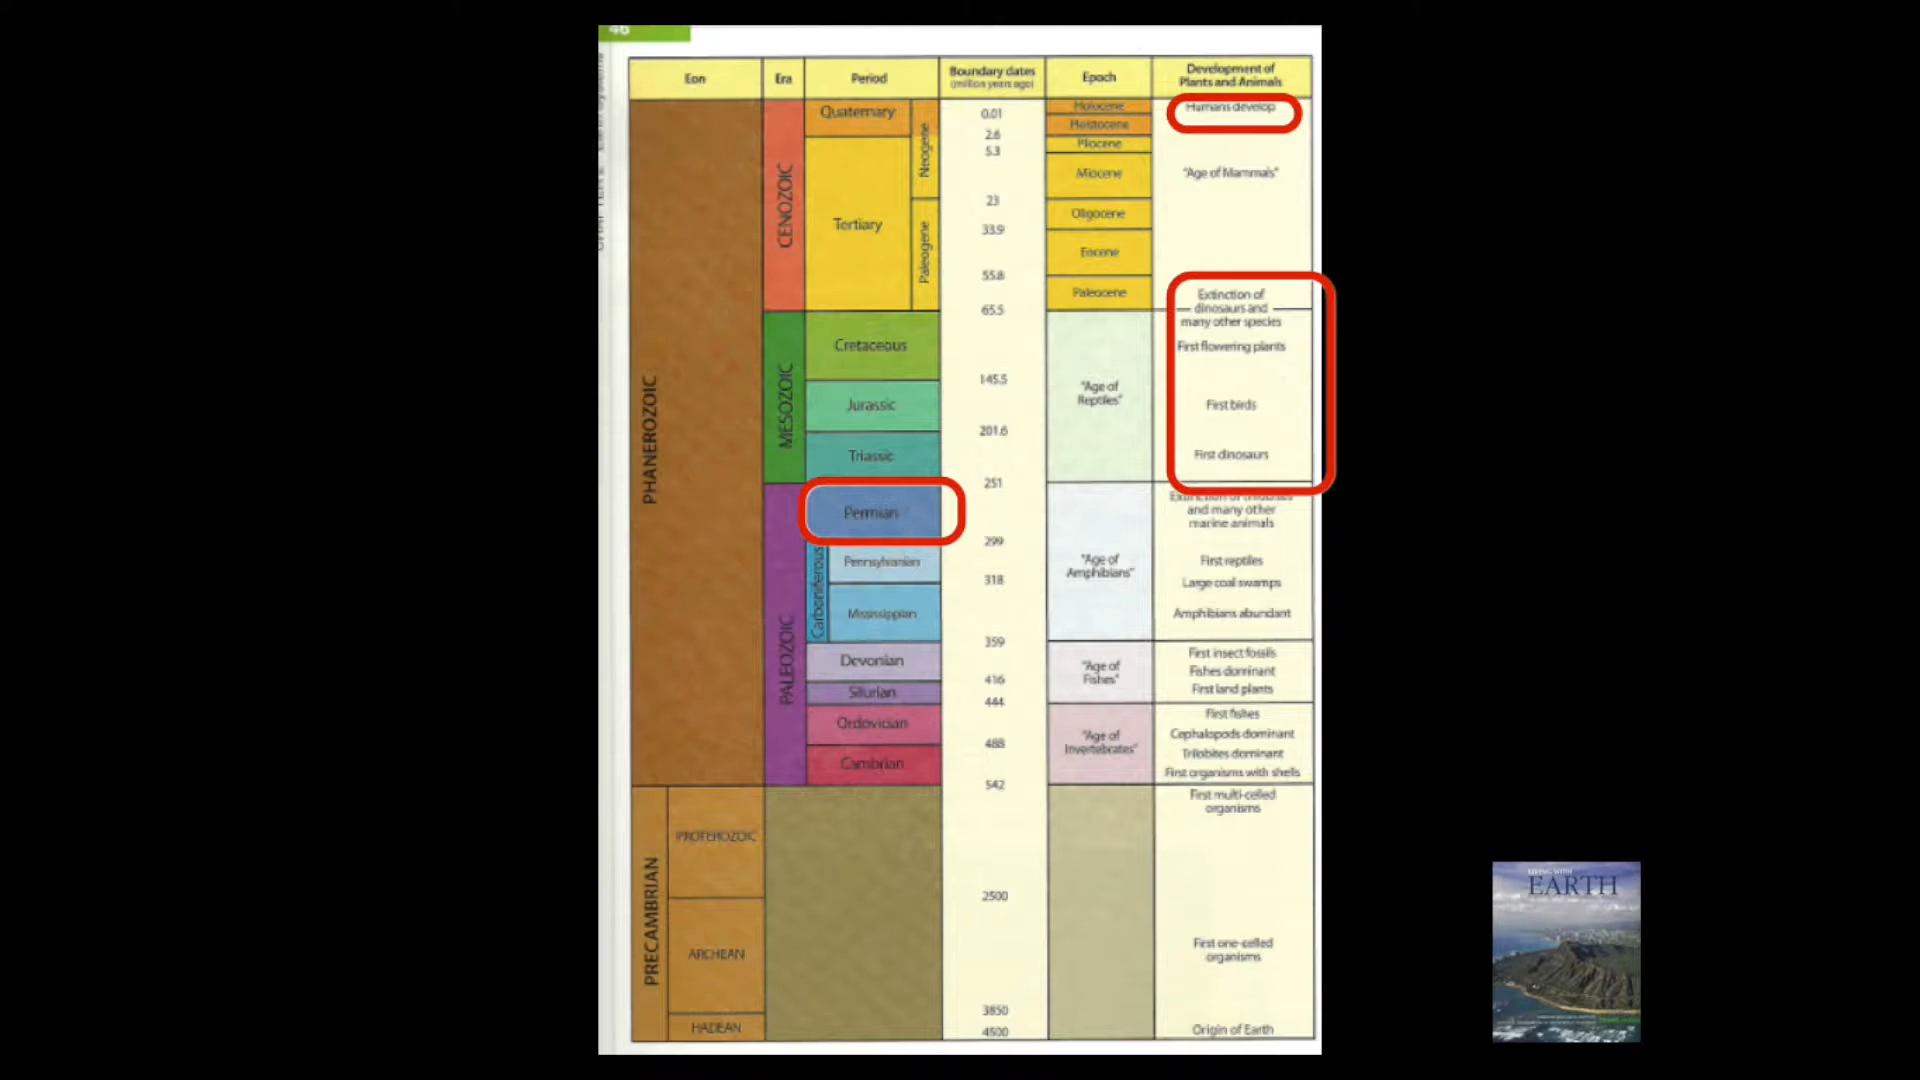 46
Eon
Era
Period
Boundary dates
(million years ago)
Epoch
Development of
Plants and Animals
PHANEROZOIC
CENOZOIC
Quaternary
Tertiary
Neogene
Paleogene
0.01
2.6
5.3
23
33.9
55.8
65.5
Holocene
Pleistocene
Pliocene
Miocene
Oligocene
Eocene
Paleocene
Humans develop
"Age of Mammals"
Extinction of
dinosaurs and
many other species
MESOZOIC
Cretaceous
Jurassic
Triassic
145.5
201.6
251
"Age of
Reptiles"
First flowering plants
First birds
First dinosaurs
PALEOZOIC
Permian
Carboniferous
Pennsylvanian
Mississippian
Devonian
Silurian
Ordovician
Cambrian
299
318
359
416
444
488
542
"Age of
Amphibians"
"Age of
Fishes"
"Age of
Invertebrates"
Extinction of trilobites
and many other
marine animals
First reptiles
Large coal swamps
Amphibians abundant
First insect fossils
Fishes dominant
First land plants
First fishes
Cephalopods dominant
Trilobites dominant
First organisms with shells
PRECAMBRIAN
PROTEROZOIC
ARCHEAN
HADEAN
2500
3850
4500
First multi-celled
organisms
First one-celled
organisms
Origin of Earth
LIVING WITH
EARTH